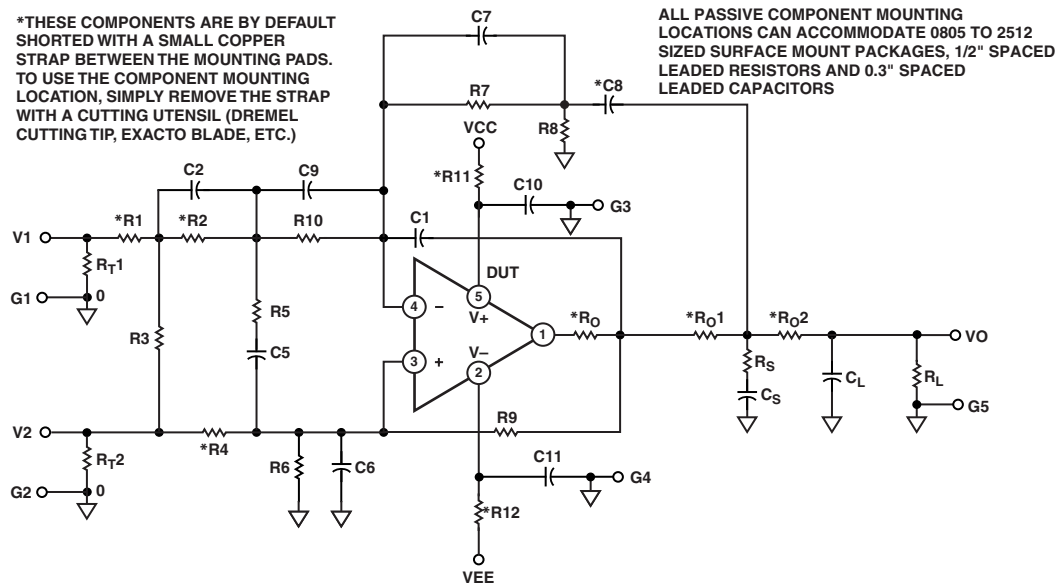 *THESE COMPONENTS ARE BY DEFAULT
SHORTED WITH A SMALL COPPER
STRAP BETWEEN THE MOUNTING PADS.
TO USE THE COMPONENT MOUNTING
LOCATION, SIMPLY REMOVE THE STRAP
WITH A CUTTING UTENSIL (DREMEL
CUTTING TIP, EXACTO BLADE, ETC.)
ALL PASSIVE COMPONENT MOUNTING
LOCATIONS CAN ACCOMMODATE 0805 TO 2512
SIZED SURFACE MOUNT PACKAGES, 1/2" SPACED
LEADED RESISTORS AND 0.3" SPACED
LEADED CAPACITORS
C7
R7
*C8
R8
VCC
*R11
C10
G3
C2
C9
*R1
*R2
R10
C1
V1
RT1
G1
0
R3
R5
C5
DUT
4
−
5
V+
3
+
V−
2
1
*RO
*RO1
*RO2
VO
RS
CS
CL
RL
G5
V2
*R4
R9
RT2
G2
0
R6
C6
C11
G4
*R12
VEE